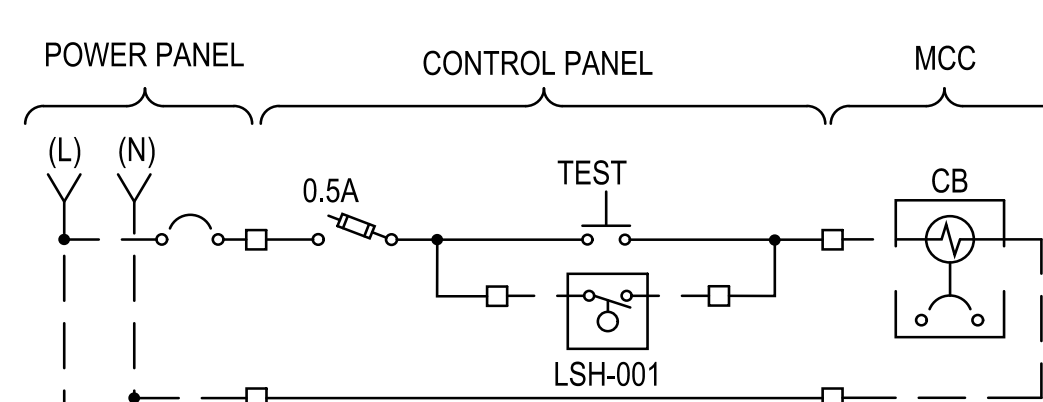 POWER PANEL
CONTROL PANEL
MCC
(L) (N)
0.5A
TEST
CB
LSH-001